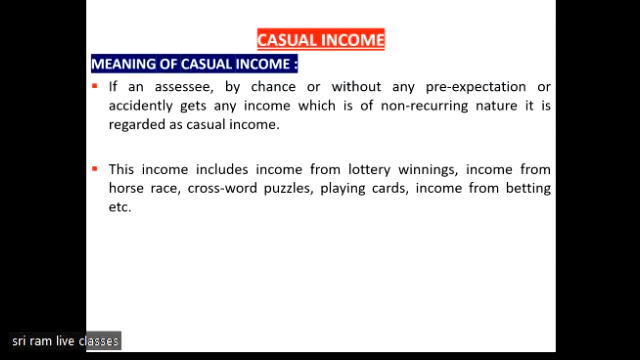 CASUAL INCOME
MEANING OF CASUAL INCOME :
▪ If an assessee, by chance or without any pre-expectation or
accidently gets any income which is of non-recurring nature it is
regarded as casual income.
▪ This income includes income from lottery winnings, income from
horse race, cross-word puzzles, playing cards, income from betting
etc.
sri ram live classes